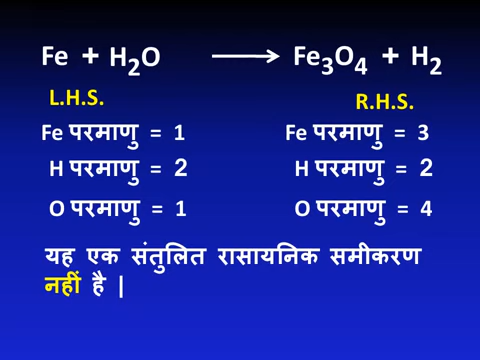 Fe + H₂O ⟶ Fe₃O₄ + H₂
L.H.S. R.H.S.
Fe परमाणु = 1 Fe परमाणु = 3
H परमाणु = 2 H परमाणु = 2
O परमाणु = 1 O परमाणु = 4
यह एक संतुलित रासायनिक समीकरण
नहीं है |